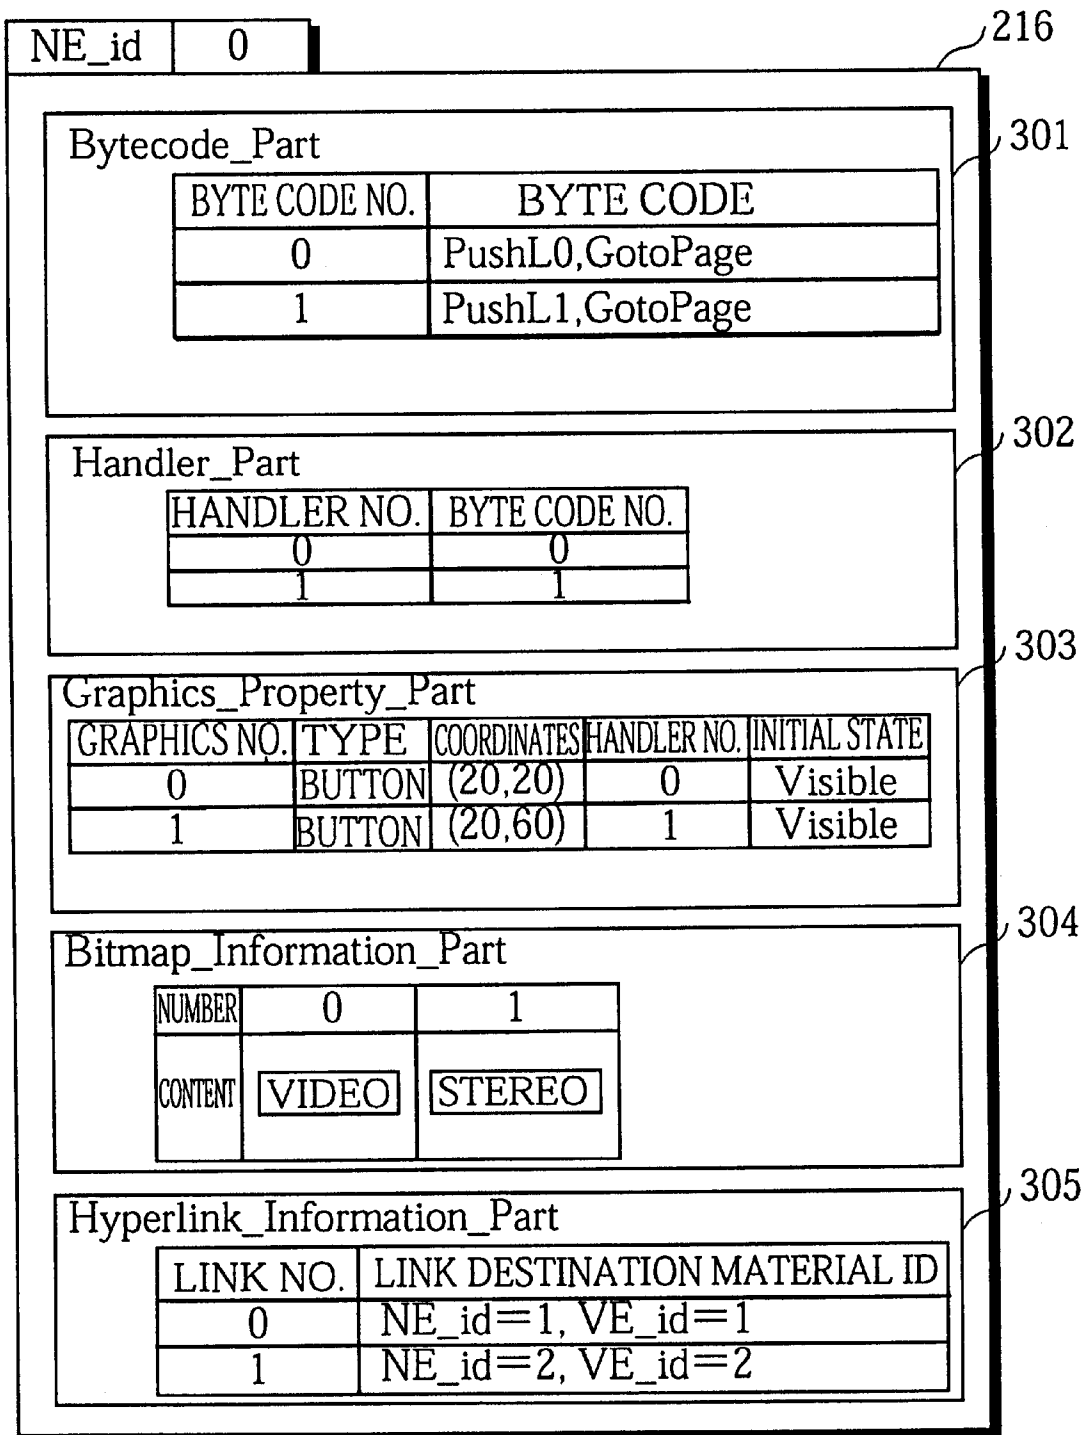 NE_id 0
216
Bytecode_Part
301
BYTE CODE NO. BYTE CODE
0 PushL0,GotoPage
1 PushL1,GotoPage
302
Handler_Part
HANDLER NO. BYTE CODE NO.
0 0
1 1
303
Graphics_Property_Part
GRAPHICS NO. TYPE COORDINATES HANDLER NO. INITIAL STATE
0 BUTTON (20,20) 0 Visible
1 BUTTON (20,60) 1 Visible
304
Bitmap_Information_Part
NUMBER 0 1
CONTENT VIDEO STEREO
305
Hyperlink_Information_Part
LINK NO. LINK DESTINATION MATERIAL ID
0 NE_id=1, VE_id=1
1 NE_id=2, VE_id=2